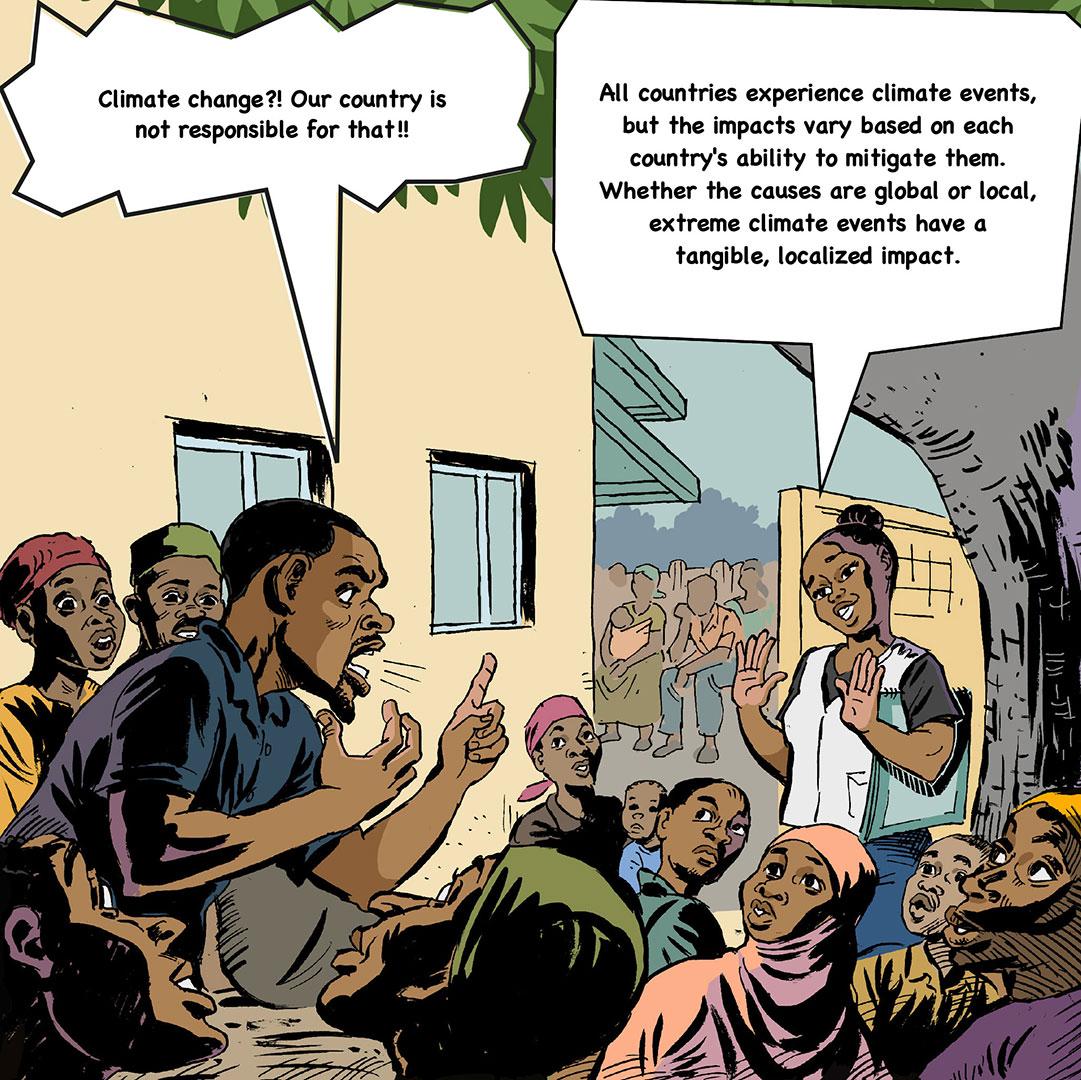 Climate change?! Our country is
not responsible for that!!
All countries experience climate events,
but the impacts vary based on each
country's ability to mitigate them.
Whether the causes are global or local,
extreme climate events have a
tangible, localized impact.